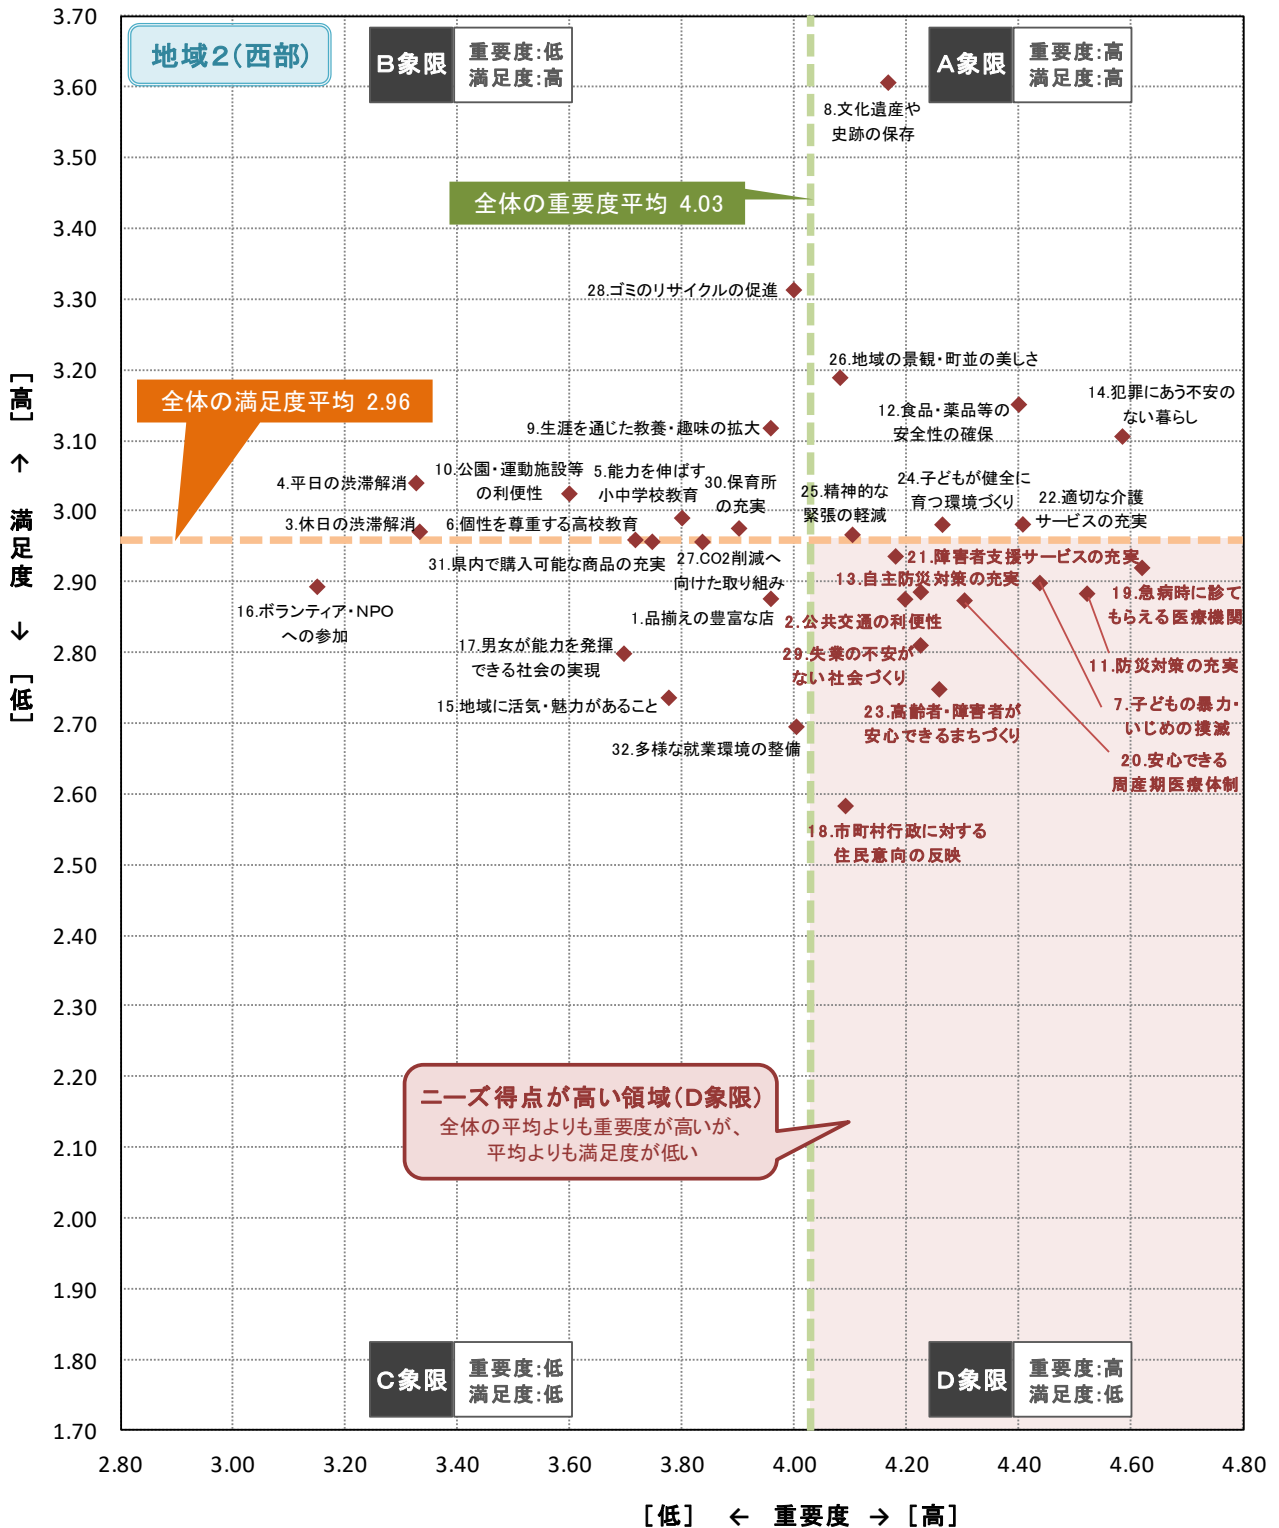 地域2(西部)
B象限
重要度:低
満足度:高
A象限
重要度:高
満足度:高
8.文化遺産や
史跡の保存
全体の重要度平均 4.03
28.ゴミのリサイクルの促進
26.地域の景観・町並の美しさ
全体の満足度平均 2.96
12.食品・薬品等の
安全性の確保
14.犯罪にあう不安の
ない暮らし
9.生涯を通じた教養・趣味の拡大
4.平日の渋滞解消
10.公園・運動施設等
の利便性
5.能力を伸ばす
小中学校教育
30.保育所
の充実
25.精神的な
緊張の軽減
24.子どもが健全に
育つ環境づくり
22.適切な介護
サービスの充実
3.休日の渋滞解消
6.個性を尊重する高校教育
31.県内で購入可能な商品の充実
27.CO2削減へ
向けた取り組み
21.障害者支援サービスの充実
13.自主防災対策の充実
19.急病時に診て
もらえる医療機関
16.ボランティア・NPO
への参加
1.品揃えの豊富な店
2.公共交通の利便性
17.男女が能力を発揮
できる社会の実現
29.失業の不安が
ない社会づくり
11.防災対策の充実
15.地域に活気・魅力があること
23.高齢者・障害者が
安心できるまちづくり
7.子どもの暴力・
いじめの撲滅
32.多様な就業環境の整備
20.安心できる
周産期医療体制
18.市町村行政に対する
住民意向の反映
ニーズ得点が高い領域(D象限)
全体の平均よりも重要度が高いが、
平均よりも満足度が低い
C象限
重要度:低
満足度:低
D象限
重要度:高
満足度:低
3.70
3.60
3.50
3.40
3.30
3.20
3.10
3.00
2.90
2.80
2.70
2.60
2.50
2.40
2.30
2.20
2.10
2.00
1.90
1.80
1.70
[高] ↑ 満足度 ↓ [低]
2.80 3.00 3.20 3.40 3.60 3.80 4.00 4.20 4.40 4.60 4.80
[低] ← 重要度 → [高]